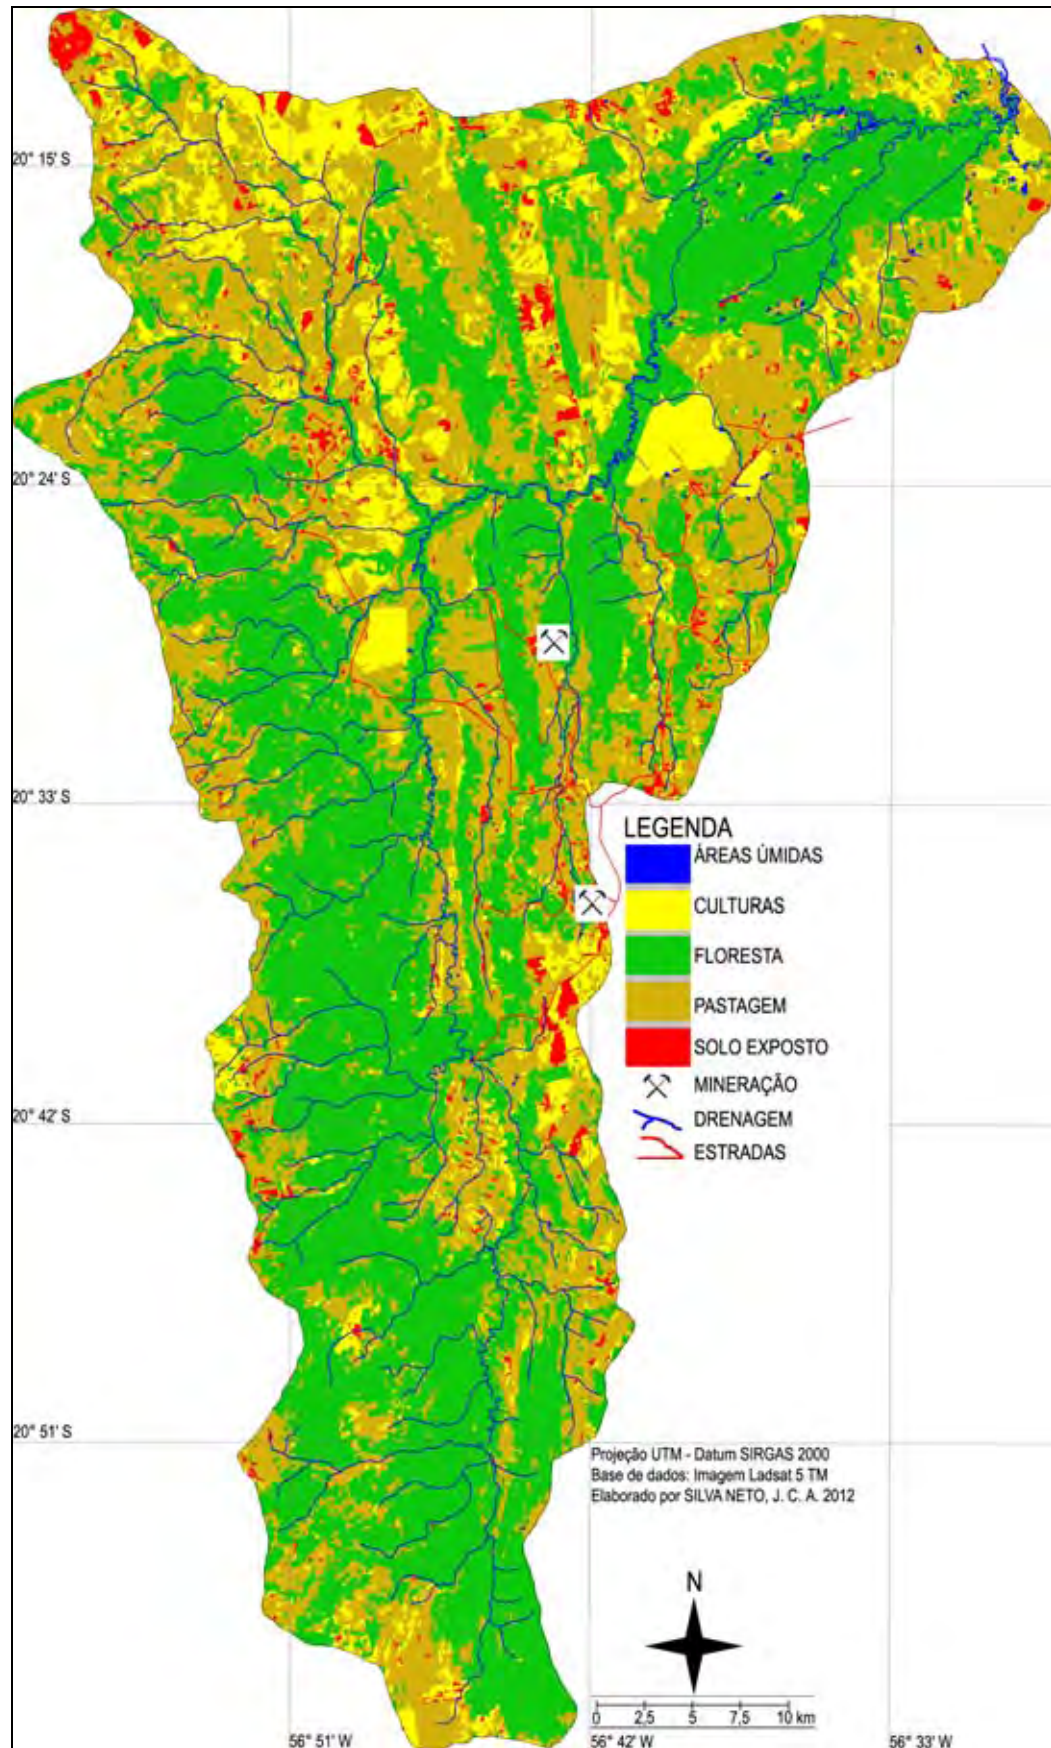 20° 15' S
20° 24' S
20° 33' S
LEGENDA
ÁREAS ÚMIDAS
CULTURAS
FLORESTA
PASTAGEM
SOLO EXPOSTO
MINERAÇÃO
DRENAGEM
ESTRADAS
20° 42' S
20° 51' S
Projeção UTM - Datum SIRGAS 2000
Base de dados: Imagem Ladsat 5 TM
Elaborado por SILVA NETO, J. C. A. 2012
N
0 2,5 5 7,5 10 km
56° 51' W 56° 42' W 56° 33' W